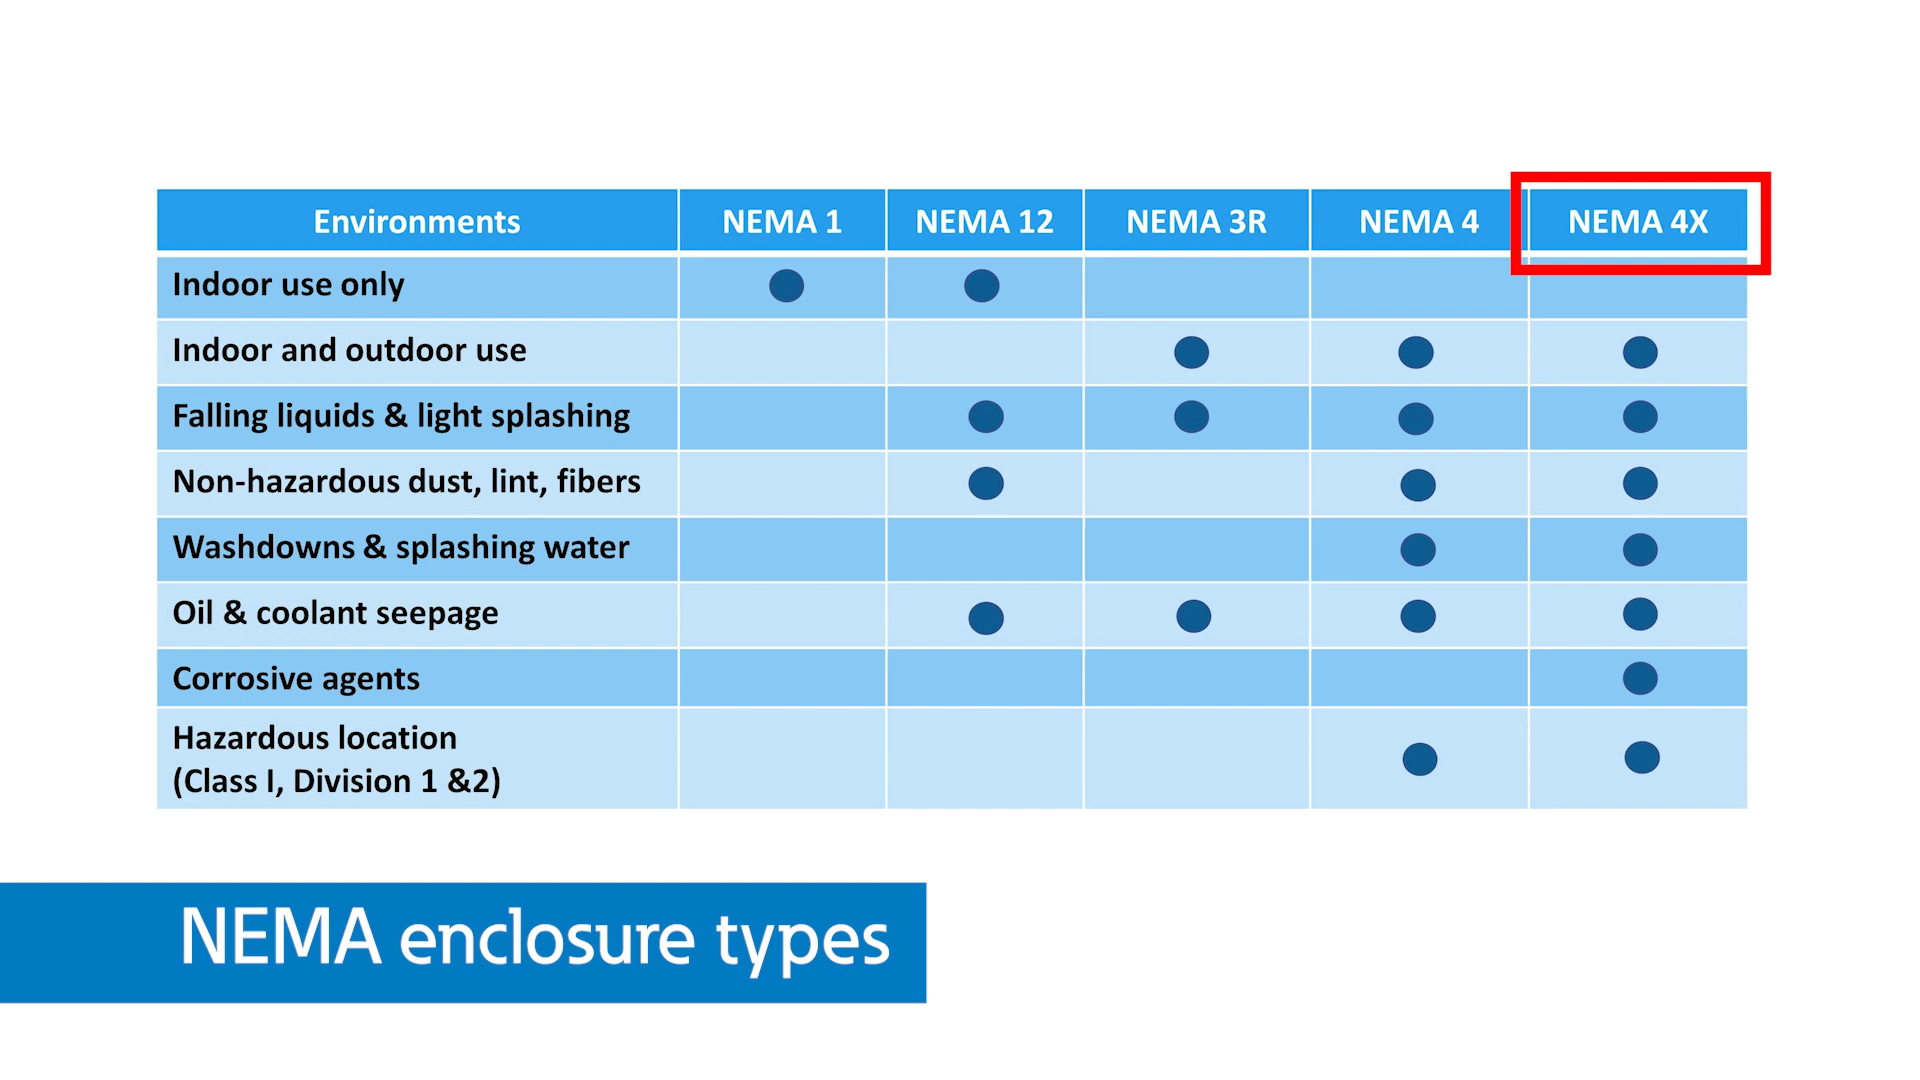 Environments NEMA 1 NEMA 12 NEMA 3R NEMA 4 NEMA 4X
Indoor use only
Indoor and outdoor use
Falling liquids & light splashing
Non-hazardous dust, lint, fibers
Washdowns & splashing water
Oil & coolant seepage
Corrosive agents
Hazardous location
(Class I, Division 1 &2)
NEMA enclosure types